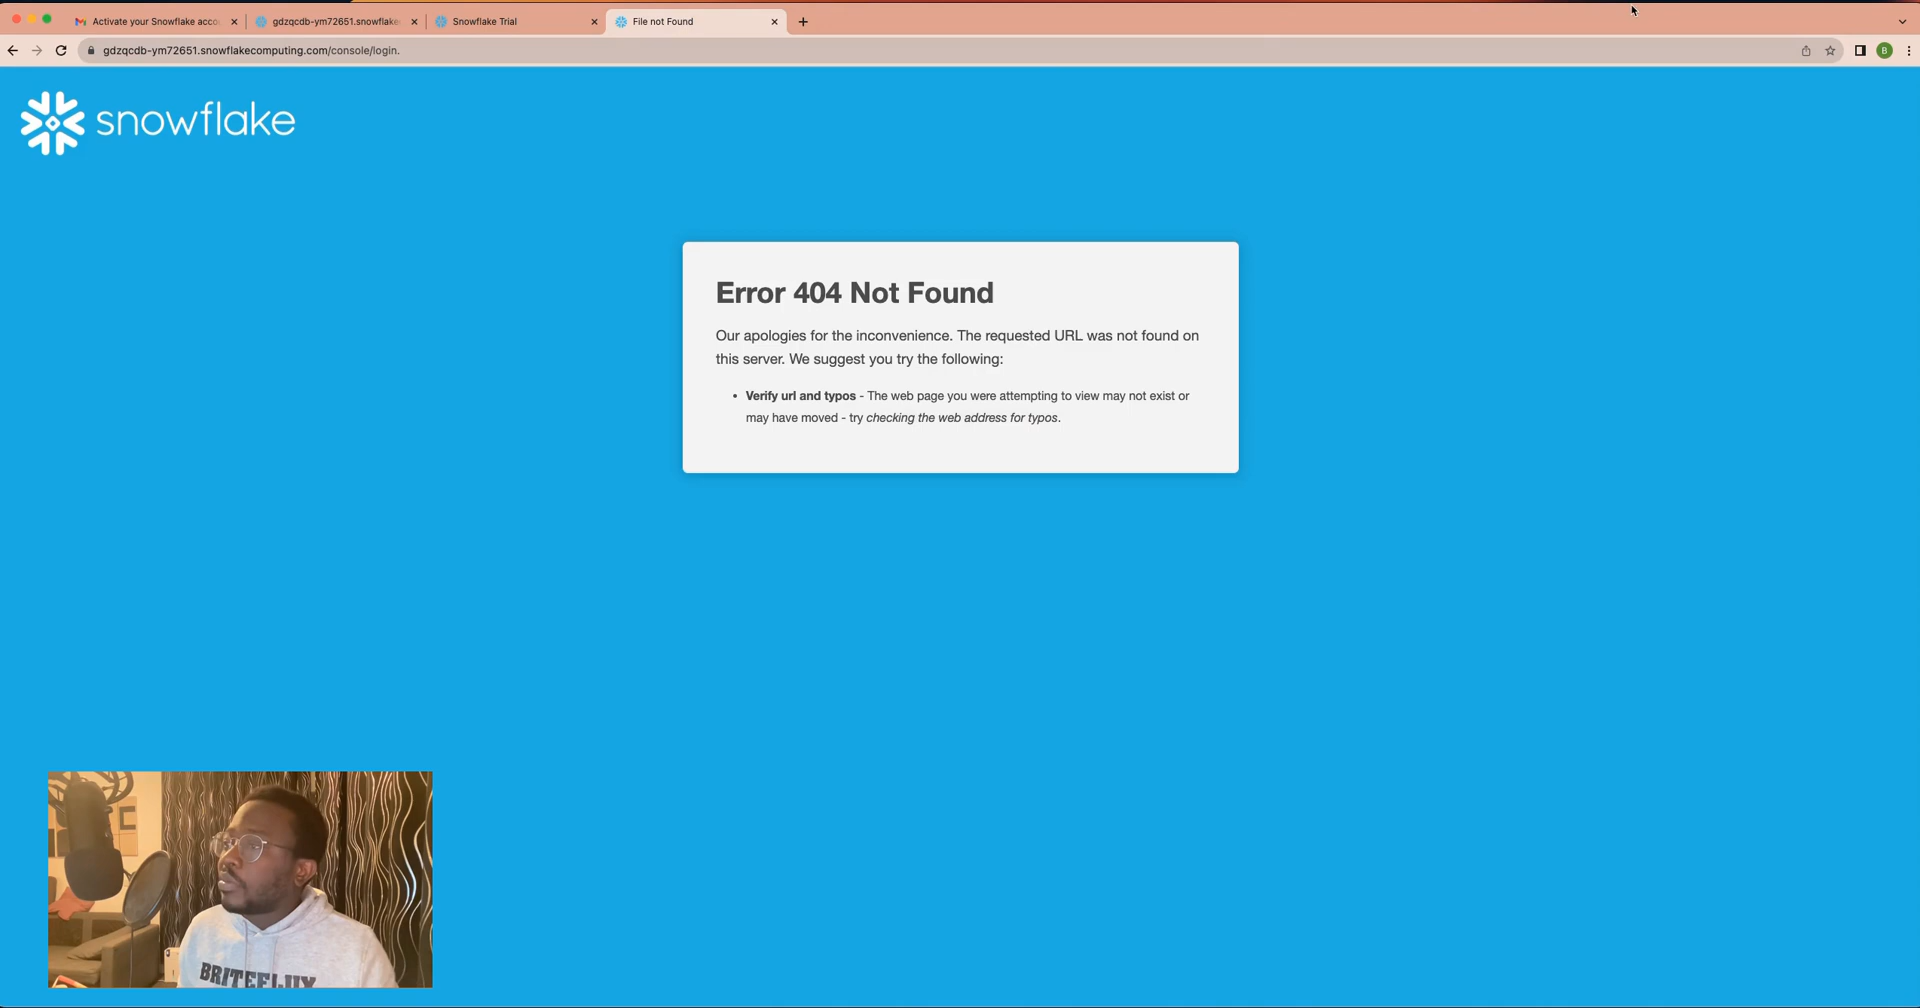 Activate your Snowflake acco
gdzqcdb-ym72651.snowflake
Snowflake Trial
File not Found
gdzqcdb-ym72651.snowflakecomputing.com/console/login.
B
snowflake
Error 404 Not Found
Our apologies for the inconvenience. The requested URL was not found on
this server. We suggest you try the following:
• Verify url and typos - The web page you were attempting to view may not exist or
may have moved - try checking the web address for typos.
BRITEFLUX